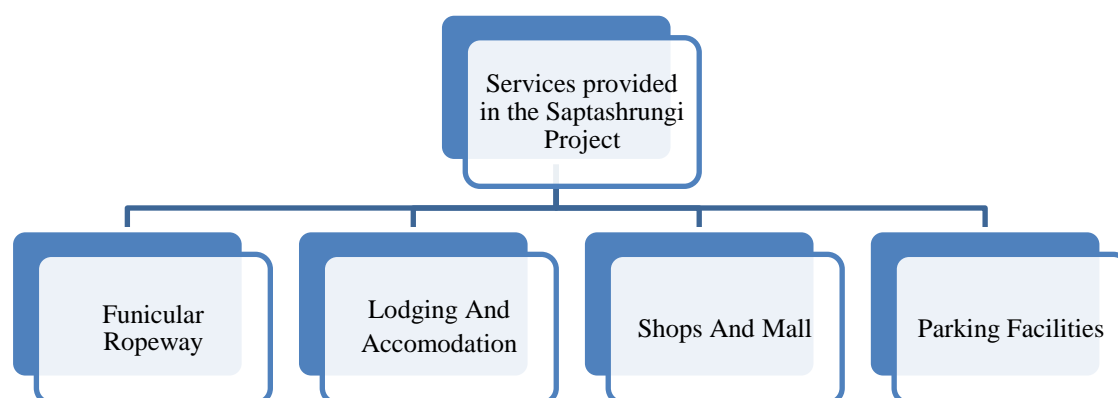 Services provided
in the Saptashrungi
Project
Funicular
Ropeway
Lodging And
Accomodation
Shops And Mall
Parking Facilities